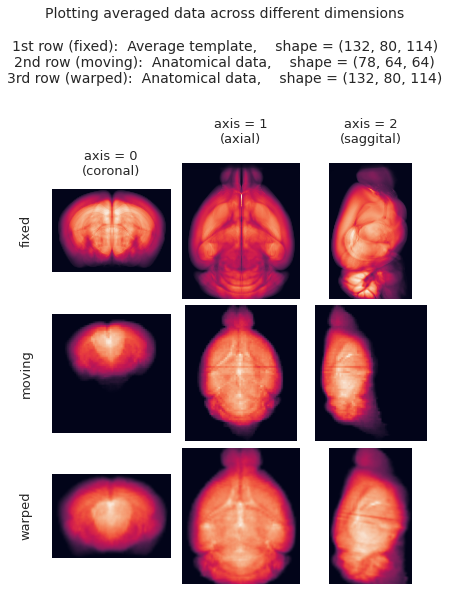 Plotting averaged data across different dimensions
1st row (fixed): Average template, shape = (132, 80, 114)
2nd row (moving): Anatomical data, shape = (78, 64, 64)
3rd row (warped): Anatomical data, shape = (132, 80, 114)
axis = 0
(coronal)
axis = 1
(axial)
axis = 2
(saggital)
fixed
moving
warped